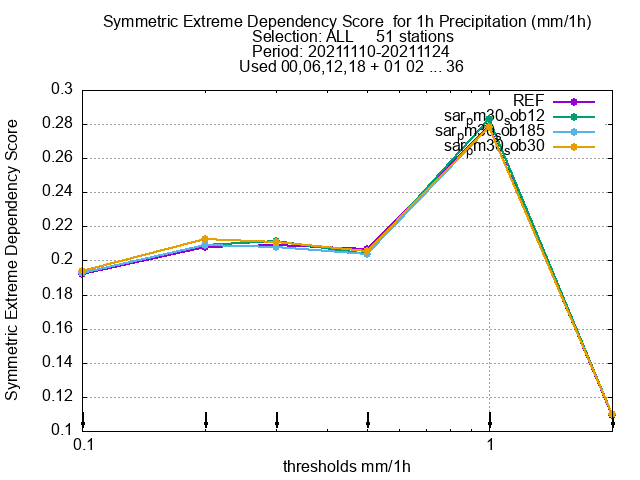 Symmetric Extreme Dependency Score  for 1h Precipitation (mm/1h)
Selection: ALL     51 stations
Period: 20211110-20211124
Used 00,06,12,18 + 01 02 ... 36
Symmetric Extreme Dependency Score
0.3
0.28
0.26
0.24
0.22
0.2
0.18
0.16
0.14
0.12
0.1
REF
sarpm30sob12
sarpm30sob185
sarpm30sob30
0.1
1
thresholds mm/1h